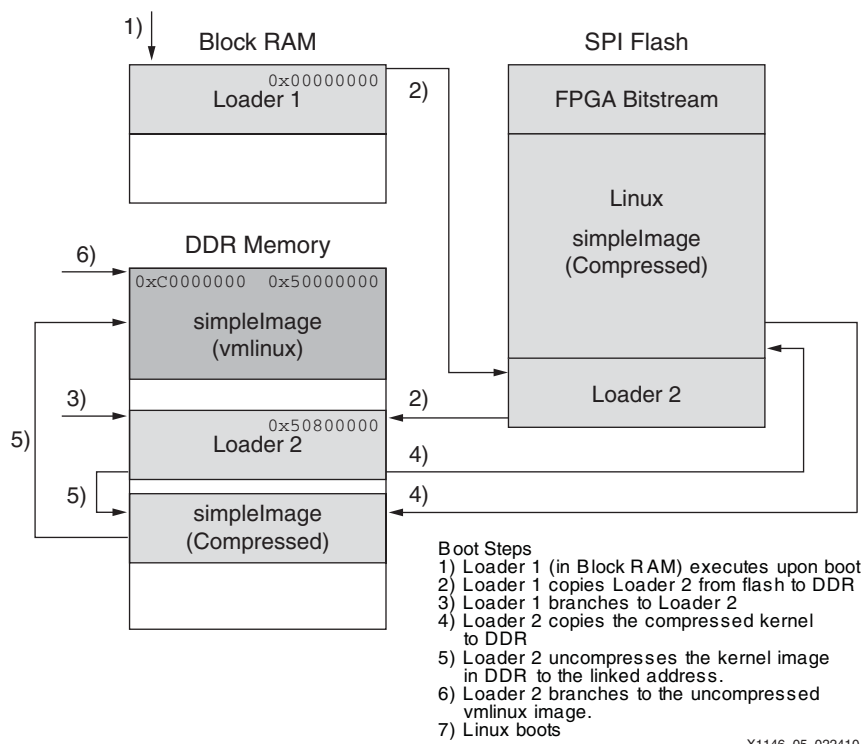 1)
Block RAM
SPI Flash
0x00000000
Loader 1
2)
FPGA Bitstream
Linux
simpleImage
(Compressed)
Loader 2
DDR Memory
6)
0xC0000000 0x50000000
simpleImage
(vmlinux)
3)
2)
0x50800000
Loader 2
5)
4)
5)
4)
simpleImage
(Compressed)
Boot Steps
1) Loader 1 (in Block RAM) executes upon boot
2) Loader 1 copies Loader 2 from flash to DDR
3) Loader 1 branches to Loader 2
4) Loader 2 copies the compressed kernel
to DDR
5) Loader 2 uncompresses the kernel image
in DDR to the linked address.
6) Loader 2 branches to the uncompressed
vmlinux image.
7) Linux boots